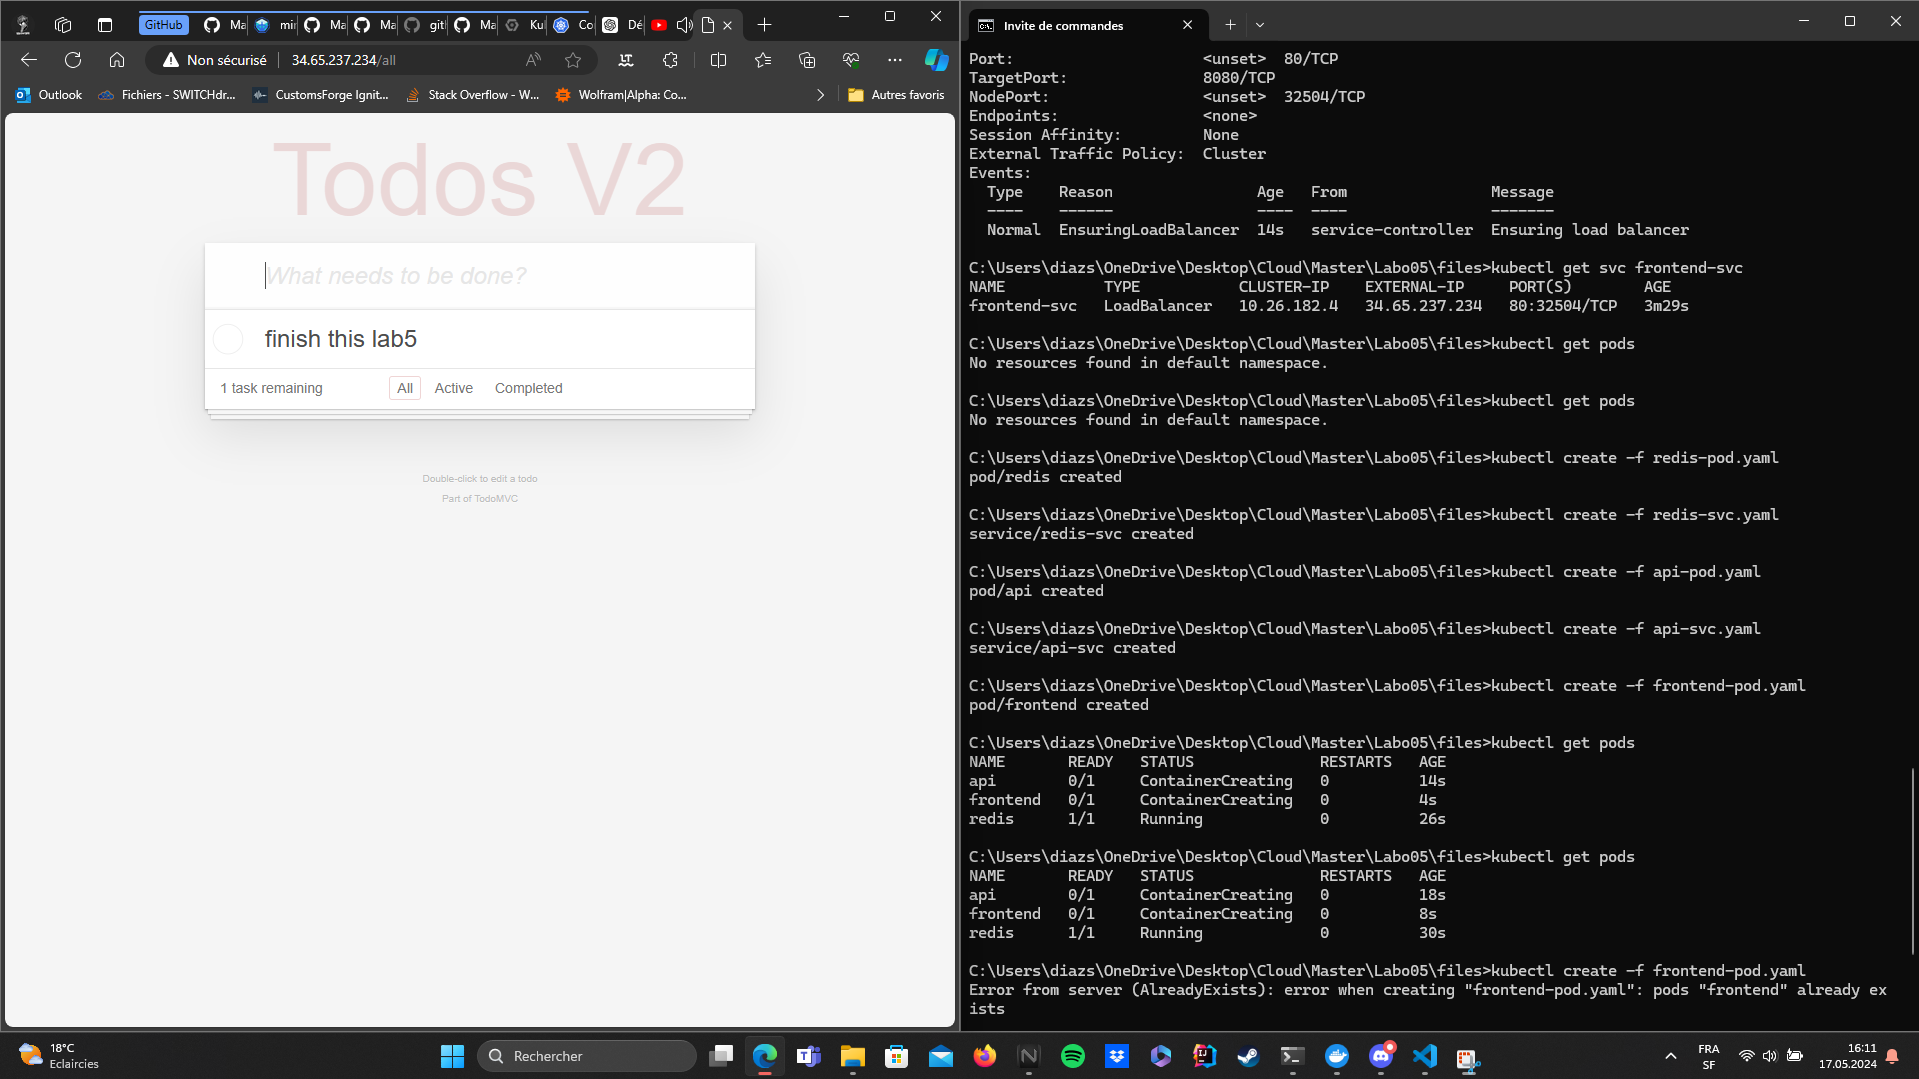 GitHub
Ma
min
Ma
Ma
git
Ma
Ku
Co
Dé
Non sécurisé
34.65.237.234/all
Outlook
Fichiers - SWITCHdr...
CustomsForge Ignit...
Stack Overflow - W...
Wolfram|Alpha: Co...
Autres favoris
Todos V2
What needs to be done?
finish this lab5
1 task remaining
All
Active
Completed
Double-click to edit a todo
Part of TodoMVC
Invite de commandes
Port:                     <unset>  80/TCP
TargetPort:               8080/TCP
NodePort:                 <unset>  32504/TCP
Endpoints:                <none>
Session Affinity:         None
External Traffic Policy:  Cluster
Events:
  Type    Reason                Age   From                Message
  ----    ------                ----  ----                -------
  Normal  EnsuringLoadBalancer  14s   service-controller  Ensuring load balancer
C:\Users\diazs\OneDrive\Desktop\Cloud\Master\Labo05\files>kubectl get svc frontend-svc
NAME           TYPE           CLUSTER-IP    EXTERNAL-IP     PORT(S)        AGE
frontend-svc   LoadBalancer   10.26.182.4   34.65.237.234   80:32504/TCP   3m29s
C:\Users\diazs\OneDrive\Desktop\Cloud\Master\Labo05\files>kubectl get pods
No resources found in default namespace.
C:\Users\diazs\OneDrive\Desktop\Cloud\Master\Labo05\files>kubectl get pods
No resources found in default namespace.
C:\Users\diazs\OneDrive\Desktop\Cloud\Master\Labo05\files>kubectl create -f redis-pod.yaml
pod/redis created
C:\Users\diazs\OneDrive\Desktop\Cloud\Master\Labo05\files>kubectl create -f redis-svc.yaml
service/redis-svc created
C:\Users\diazs\OneDrive\Desktop\Cloud\Master\Labo05\files>kubectl create -f api-pod.yaml
pod/api created
C:\Users\diazs\OneDrive\Desktop\Cloud\Master\Labo05\files>kubectl create -f api-svc.yaml
service/api-svc created
C:\Users\diazs\OneDrive\Desktop\Cloud\Master\Labo05\files>kubectl create -f frontend-pod.yaml
pod/frontend created
C:\Users\diazs\OneDrive\Desktop\Cloud\Master\Labo05\files>kubectl get pods
NAME       READY   STATUS              RESTARTS   AGE
api        0/1     ContainerCreating   0          14s
frontend   0/1     ContainerCreating   0          4s
redis      1/1     Running             0          26s
C:\Users\diazs\OneDrive\Desktop\Cloud\Master\Labo05\files>kubectl get pods
NAME       READY   STATUS              RESTARTS   AGE
api        0/1     ContainerCreating   0          18s
frontend   0/1     ContainerCreating   0          8s
redis      1/1     Running             0          30s
C:\Users\diazs\OneDrive\Desktop\Cloud\Master\Labo05\files>kubectl create -f frontend-pod.yaml
Error from server (AlreadyExists): error when creating "frontend-pod.yaml": pods "frontend" already ex
ists
18°C
Eclaircies
Rechercher
FRA
SF
16:11
17.05.2024